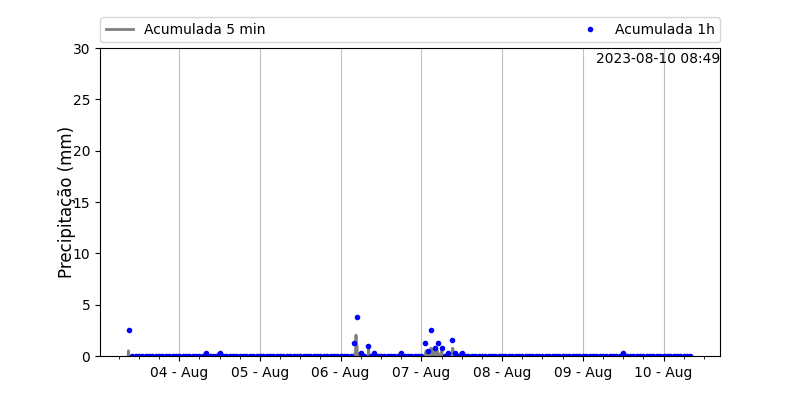 Acumulada 5 min
Acumulada 1h
2023-08-10 08:49
Precipitação (mm)
30
25
20
15
10
5
0
04 - Aug
05 - Aug
06 - Aug
07 - Aug
08 - Aug
09 - Aug
10 - Aug